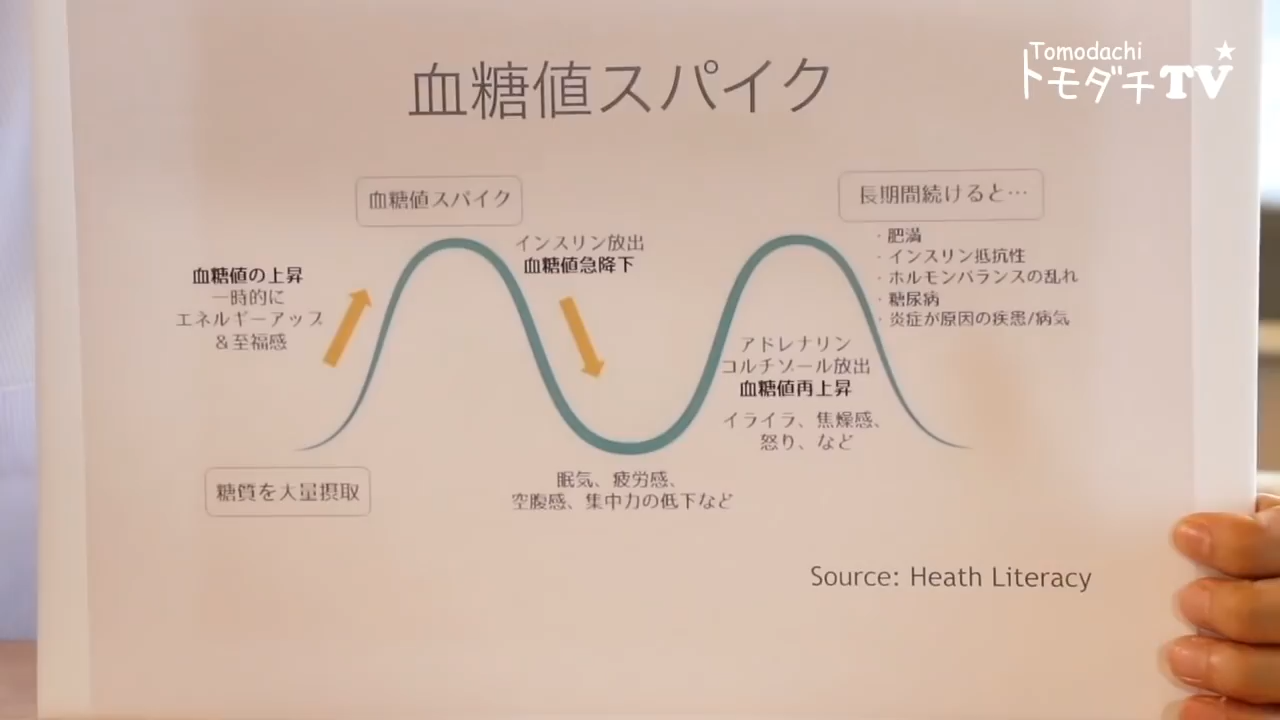 Tomodachi
トモダチTV
血糖値スパイク
血糖値スパイク
長期間続けると…
血糖値の上昇
一時的に
エネルギーアップ
＆至福感
インスリン放出
血糖値急降下
・肥満
・インスリン抵抗性
・ホルモンバランスの乱れ
・糖尿病
・炎症が原因の疾患/病気
アドレナリン
コルチゾール放出
血糖値再上昇
イライラ、焦燥感、
怒り、など
糖質を大量摂取
眠気、疲労感、
空腹感、集中力の低下など
Source: Heath Literacy